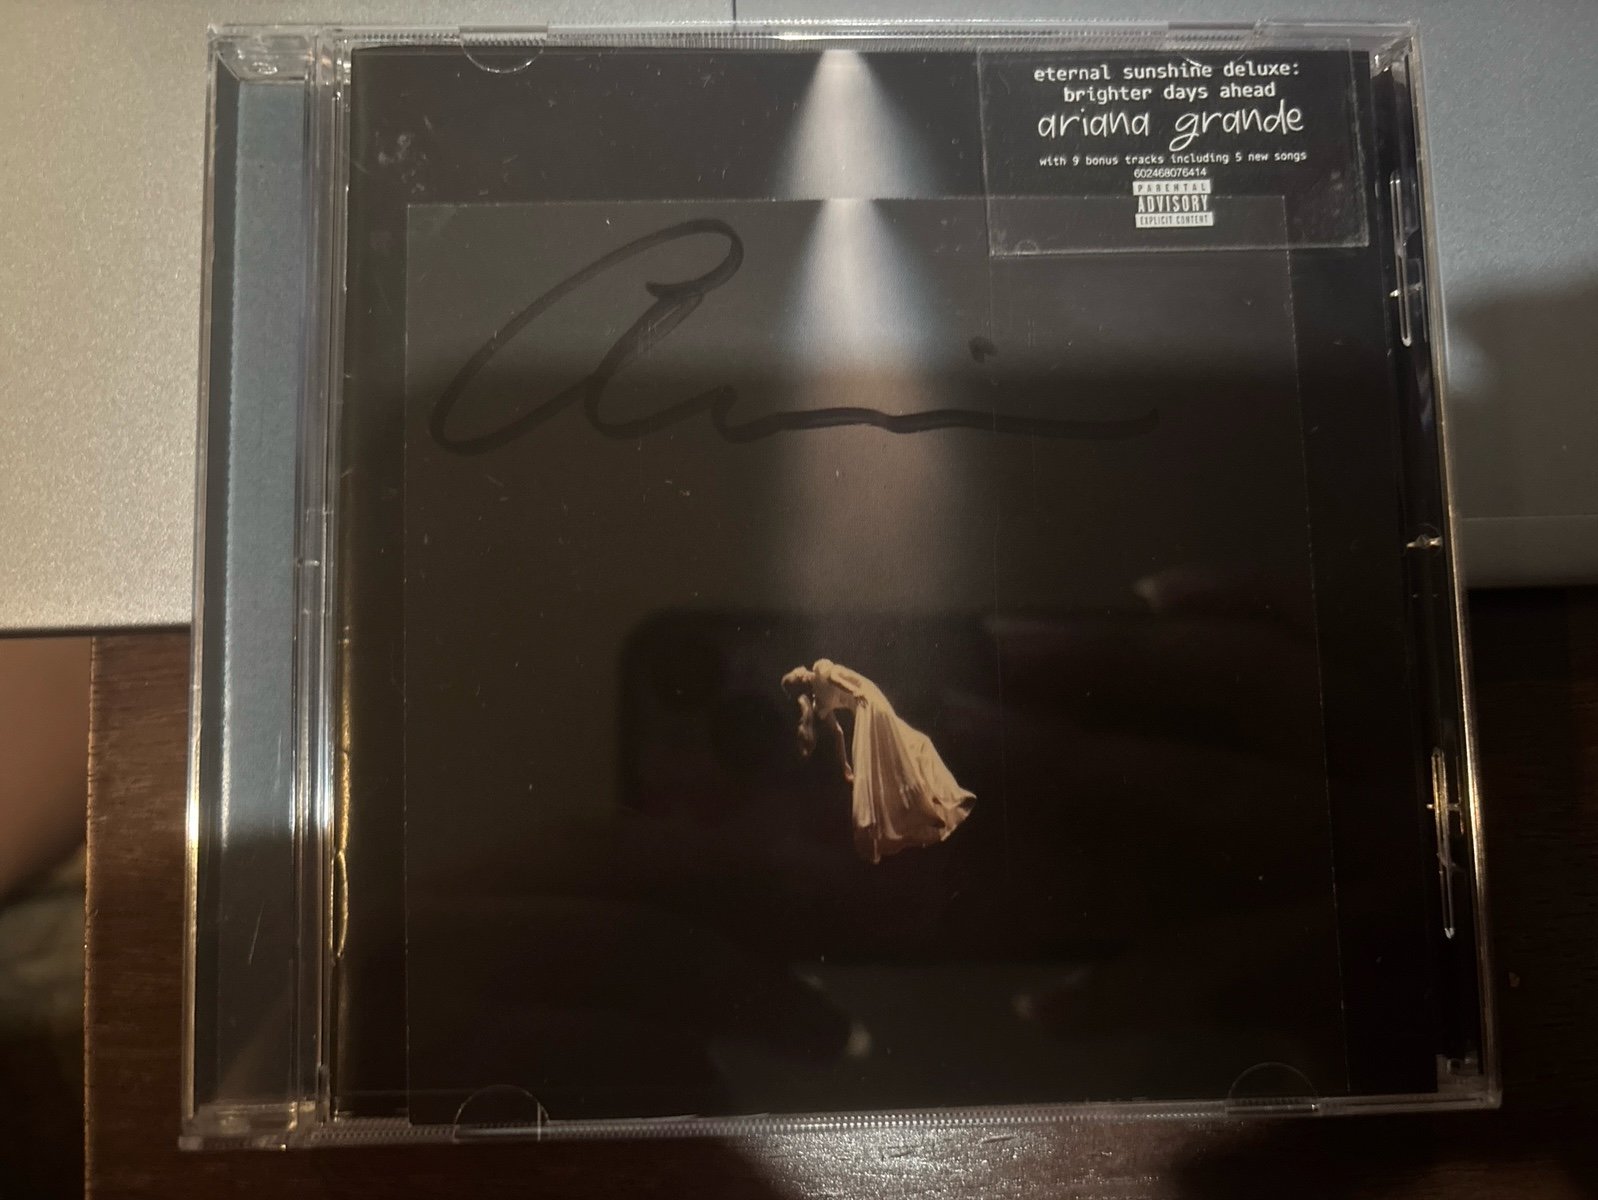 eternal sunshine deluxe:
brighter days ahead
ariana grande
with 9 bonus tracks including 5 new songs
602468076414
PARENTAL
ADVISORY
EXPLICIT CONTENT